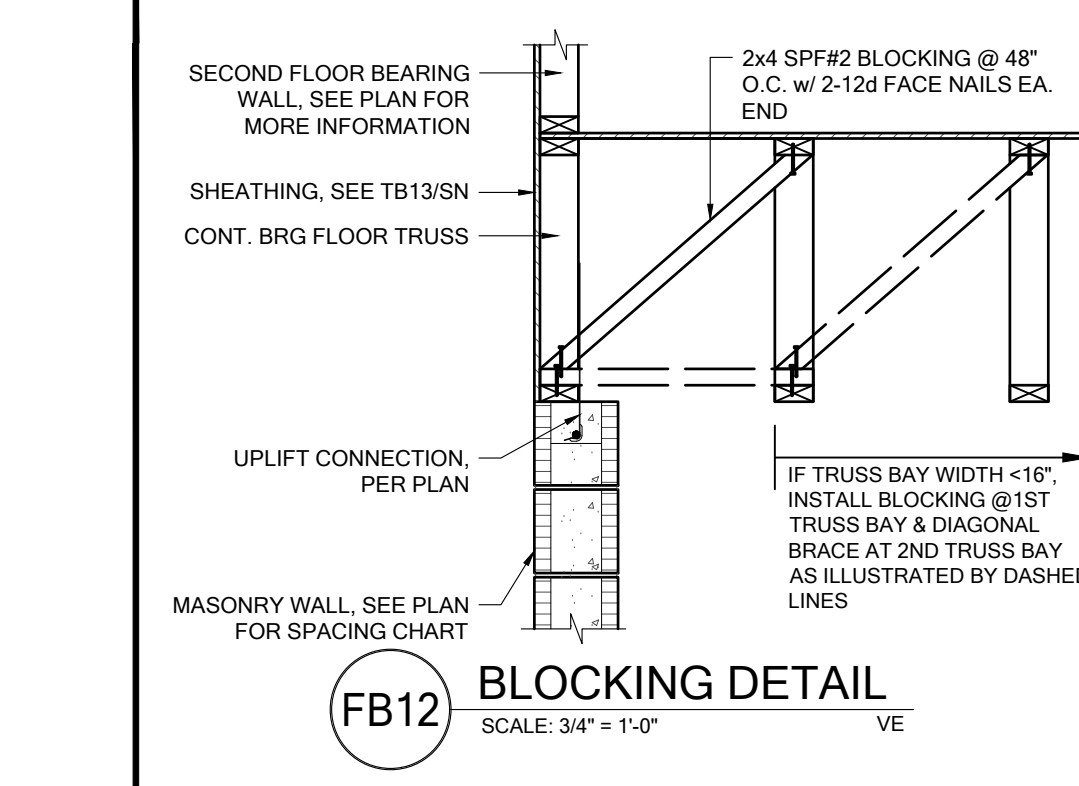 SECOND FLOOR BEARING
WALL, SEE PLAN FOR
MORE INFORMATION
SHEATHING, SEE TB13/SN
CONT. BRG FLOOR TRUSS
2x4 SPF#2 BLOCKING @ 48"
O.C. w/ 2-12d FACE NAILS EA.
END
UPLIFT CONNECTION,
PER PLAN
MASONRY WALL, SEE PLAN
FOR SPACING CHART
IF TRUSS BAY WIDTH <16",
INSTALL BLOCKING @1ST
TRUSS BAY & DIAGONAL
BRACE AT 2ND TRUSS BAY
AS ILLUSTRATED BY DASHED
LINES
FB12
BLOCKING DETAIL
SCALE: 3/4" = 1'-0"
VE